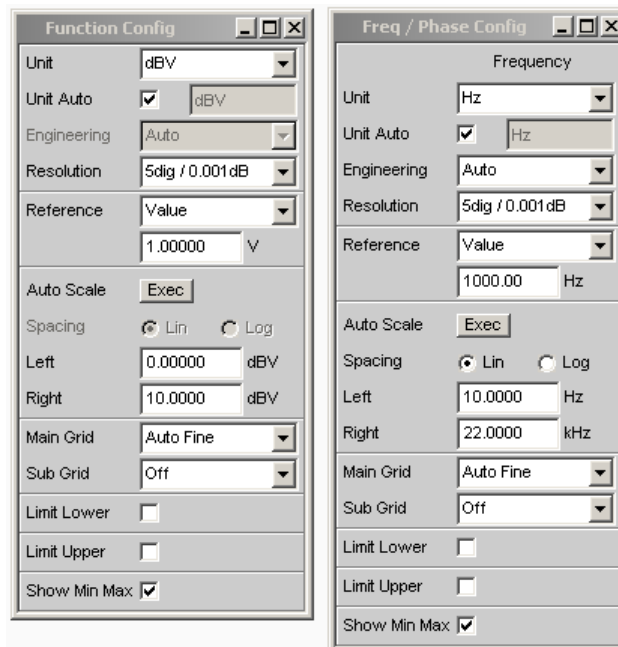 Function Config
Unit dBV
Unit Auto dBV
Engineering Auto
Resolution 5dig / 0.001dB
Reference Value
1.00000 V
Auto Scale Exec
Spacing Lin Log
Left 0.00000 dBV
Right 10.0000 dBV
Main Grid Auto Fine
Sub Grid Off
Limit Lower
Limit Upper
Show Min Max
Freq / Phase Config
Frequency
Unit Hz
Unit Auto Hz
Engineering Auto
Resolution 5dig / 0.001dB
Reference Value
1000.00 Hz
Auto Scale Exec
Spacing Lin Log
Left 10.0000 Hz
Right 22.0000 kHz
Main Grid Auto Fine
Sub Grid Off
Limit Lower
Limit Upper
Show Min Max